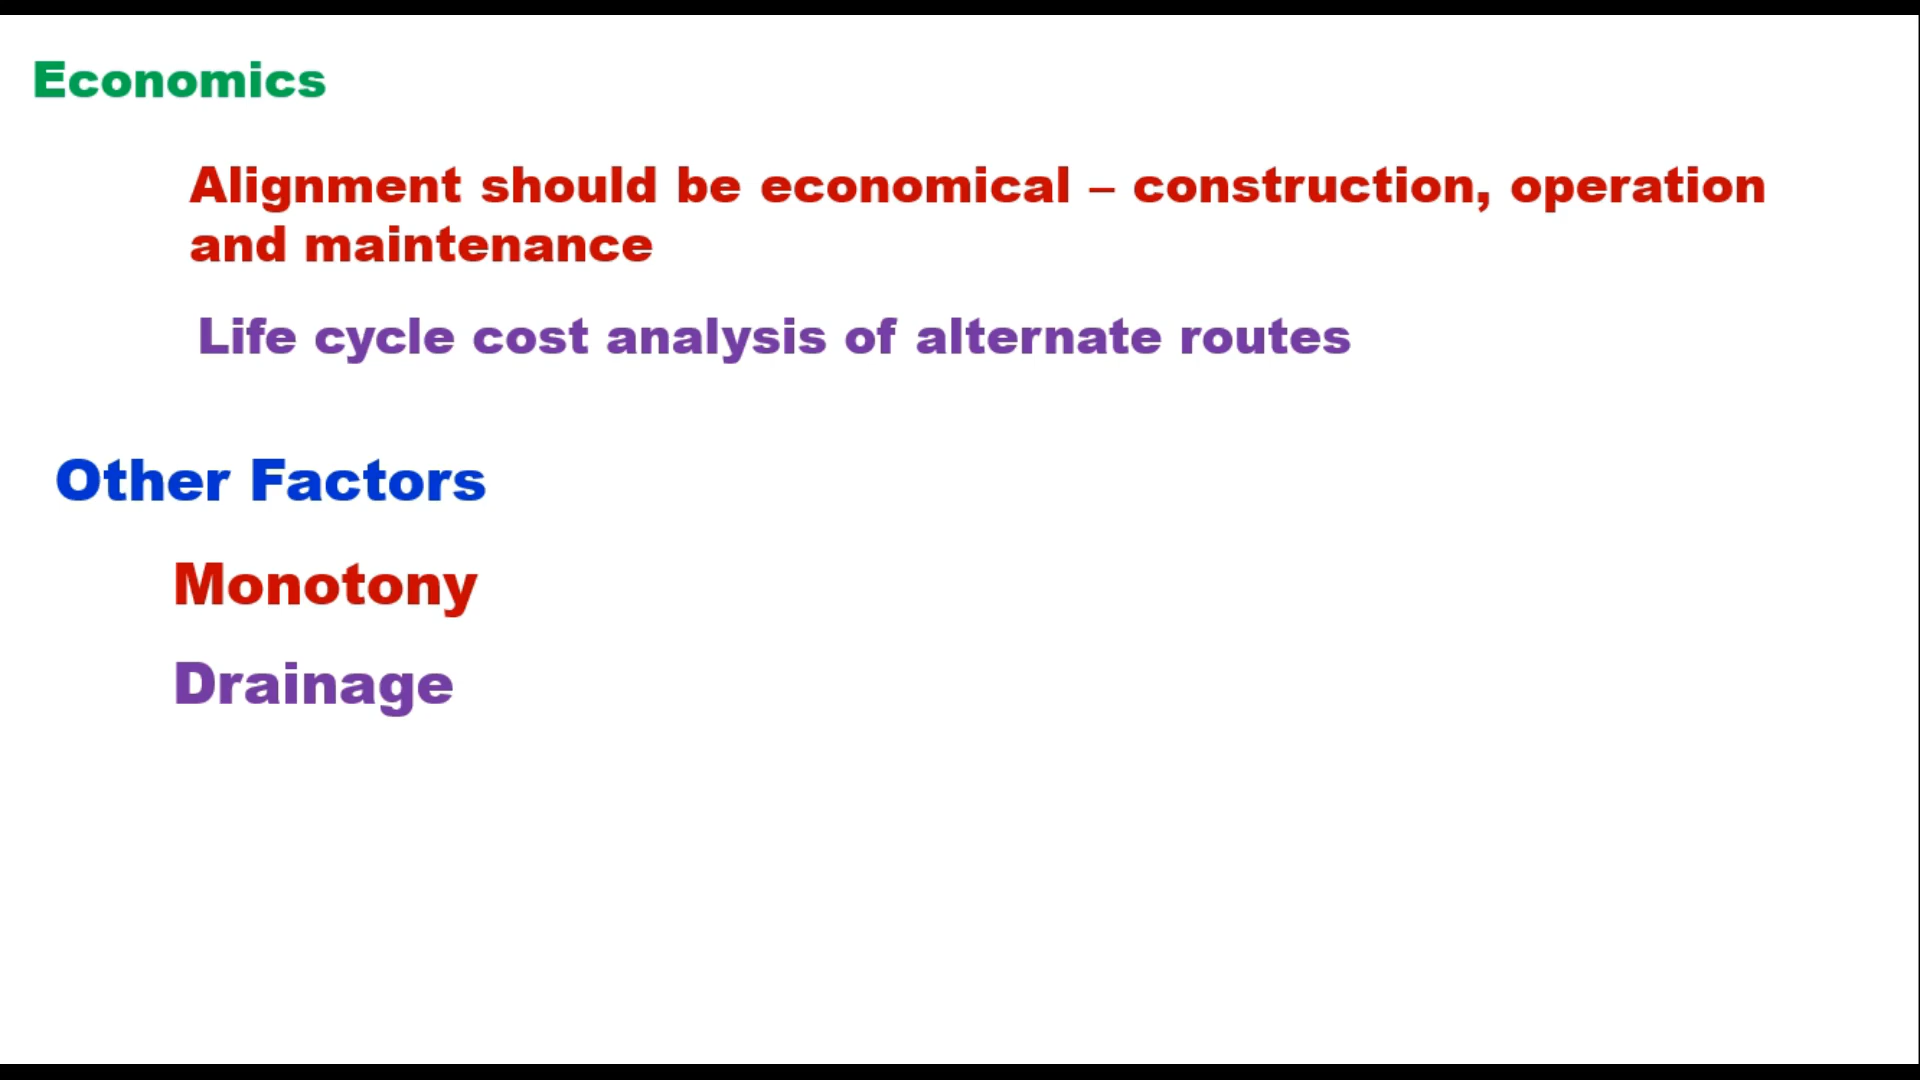 Economics
Alignment should be economical – construction, operation
and maintenance
Life cycle cost analysis of alternate routes
Other Factors
Monotony
Drainage